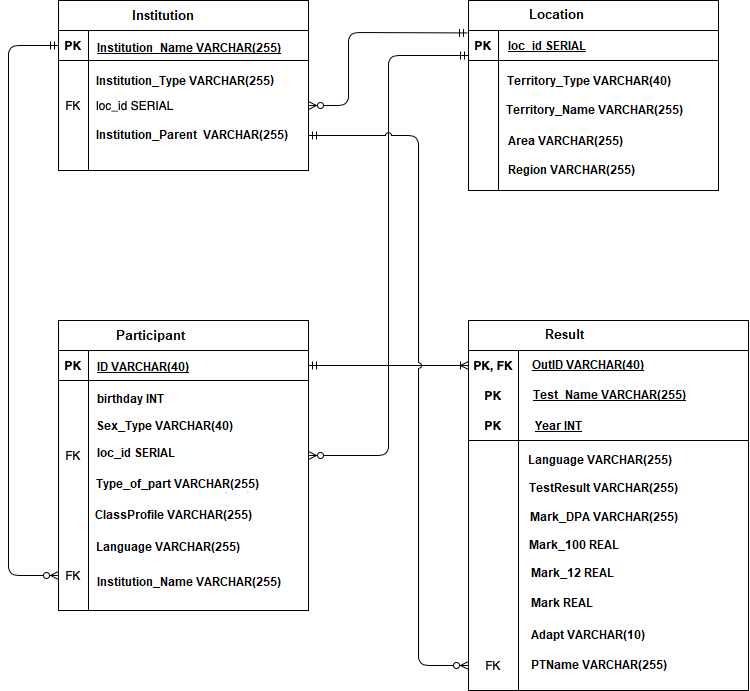 Institution
PK Institution_Name VARCHAR(255)
Institution_Type VARCHAR(255)
FK loc_id SERIAL
Institution_Parent VARCHAR(255)
Location
PK loc_id SERIAL
Territory_Type VARCHAR(40)
Territory_Name VARCHAR(255)
Area VARCHAR(255)
Region VARCHAR(255)
Participant
PK ID VARCHAR(40)
birthday INT
Sex_Type VARCHAR(40)
FK loc_id SERIAL
Type_of_part VARCHAR(255)
ClassProfile VARCHAR(255)
Language VARCHAR(255)
FK Institution_Name VARCHAR(255)
Result
PK, FK OutID VARCHAR(40)
PK Test_Name VARCHAR(255)
PK Year INT
Language VARCHAR(255)
TestResult VARCHAR(255)
Mark_DPA VARCHAR(255)
Mark_100 REAL
Mark_12 REAL
Mark REAL
Adapt VARCHAR(10)
FK PTName VARCHAR(255)